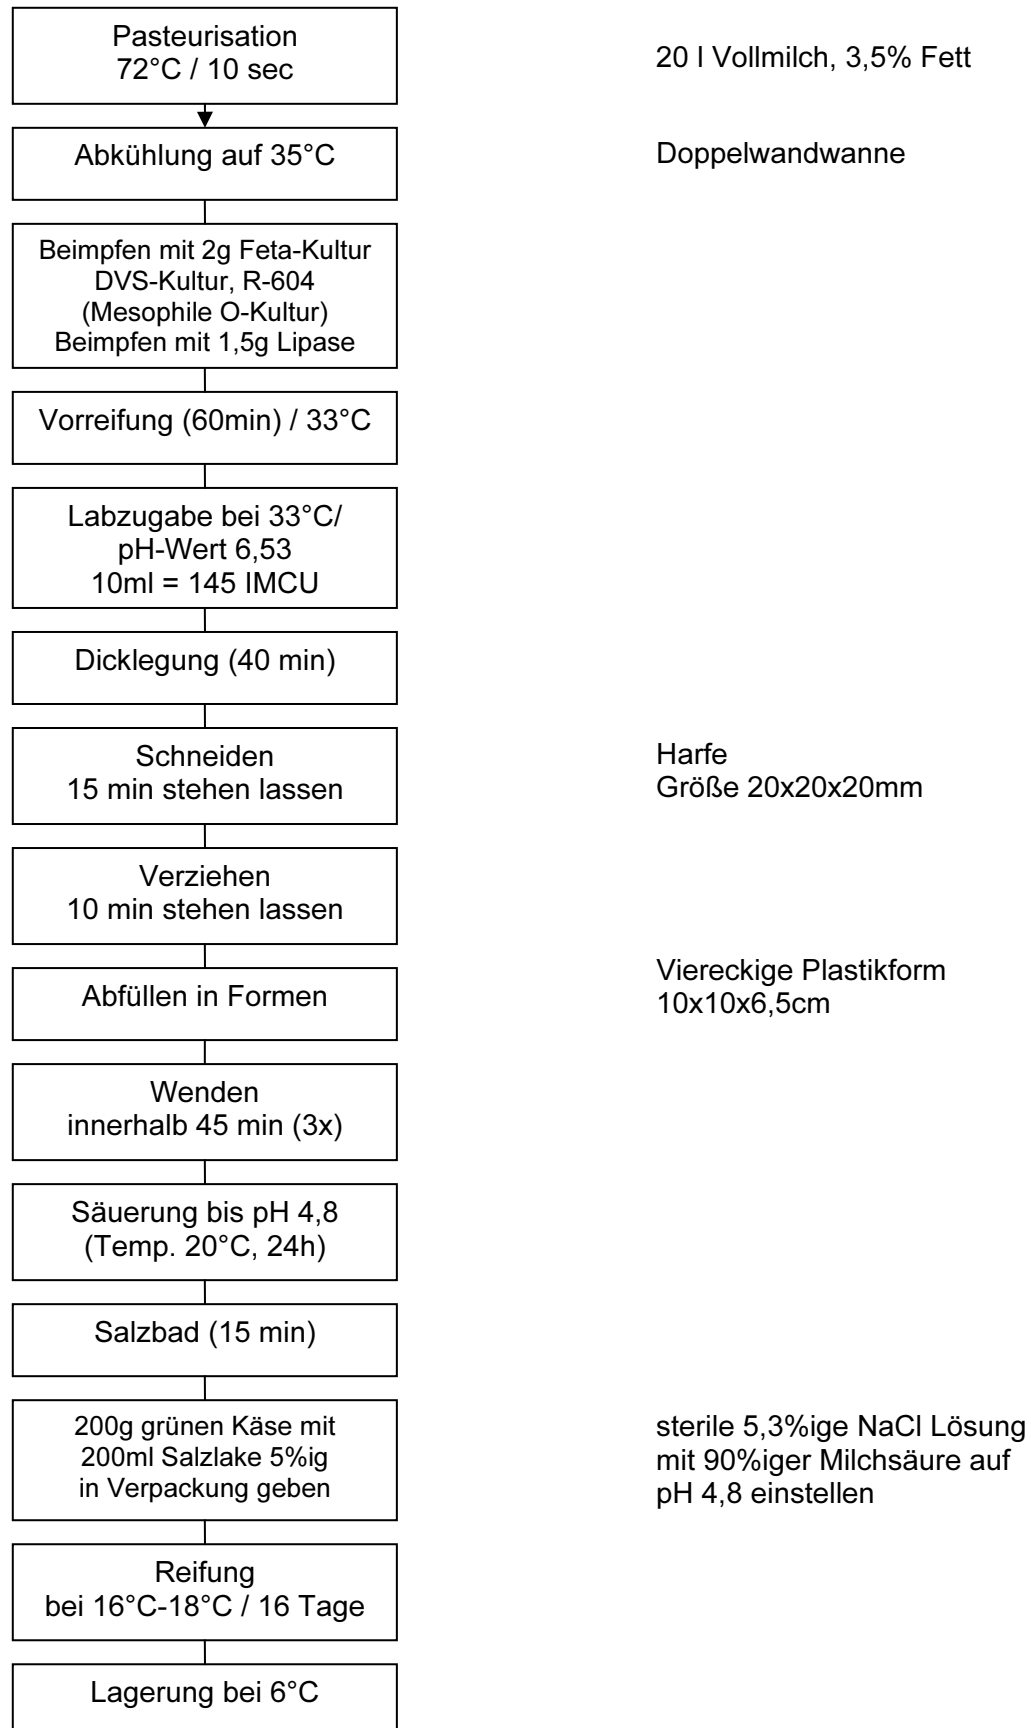 Pasteurisation
72°C / 10 sec
20 l Vollmilch, 3,5% Fett
Abkühlung auf 35°C
Doppelwandwanne
Beimpfen mit 2g Feta-Kultur
DVS-Kultur, R-604
(Mesophile O-Kultur)
Beimpfen mit 1,5g Lipase
Vorreifung (60min) / 33°C
Labzugabe bei 33°C/
pH-Wert 6,53
10ml = 145 IMCU
Dicklegung (40 min)
Schneiden
15 min stehen lassen
Harfe
Größe 20x20x20mm
Verziehen
10 min stehen lassen
Abfüllen in Formen
Viereckige Plastikform
10x10x6,5cm
Wenden
innerhalb 45 min (3x)
Säuerung bis pH 4,8
(Temp. 20°C, 24h)
Salzbad (15 min)
200g grünen Käse mit
200ml Salzlake 5%ig
in Verpackung geben
sterile 5,3%ige NaCl Lösung
mit 90%iger Milchsäure auf
pH 4,8 einstellen
Reifung
bei 16°C-18°C / 16 Tage
Lagerung bei 6°C